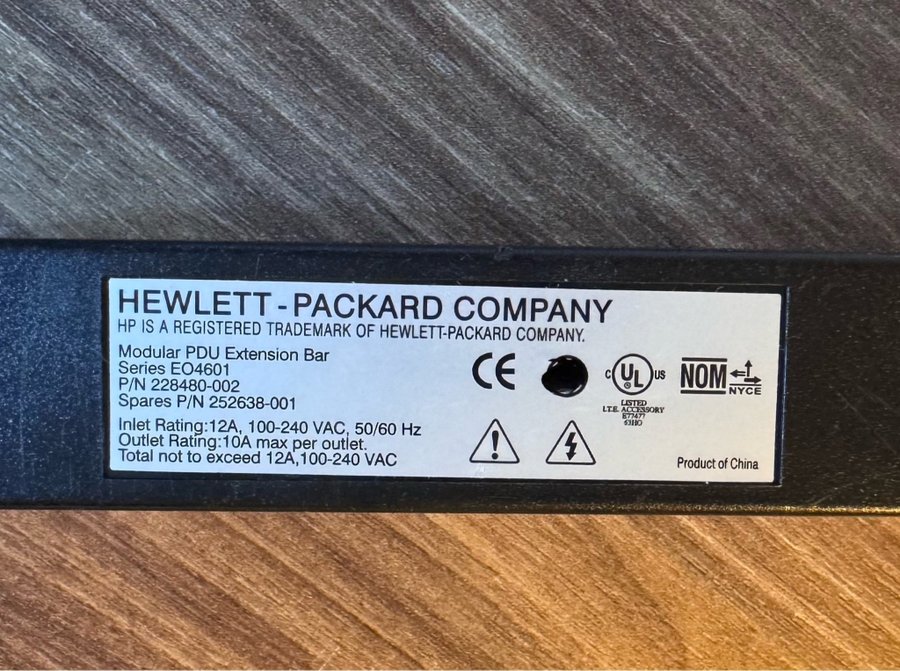 HEWLETT-PACKARD COMPANY
HP IS A REGISTERED TRADEMARK OF HEWLETT-PACKARD COMPANY.
Modular PDU Extension Bar
Series EO4601
P/N 228480-002
Spares P/N 252638-001
Inlet Rating:12A, 100-240 VAC, 50/60 Hz
Outlet Rating:10A max per outlet.
Total not to exceed 12A,100-240 VAC
CE
C UL US
LISTED
I.T.E. ACCESSORY
E77477
63HO
NOM
NYCE
Product of China